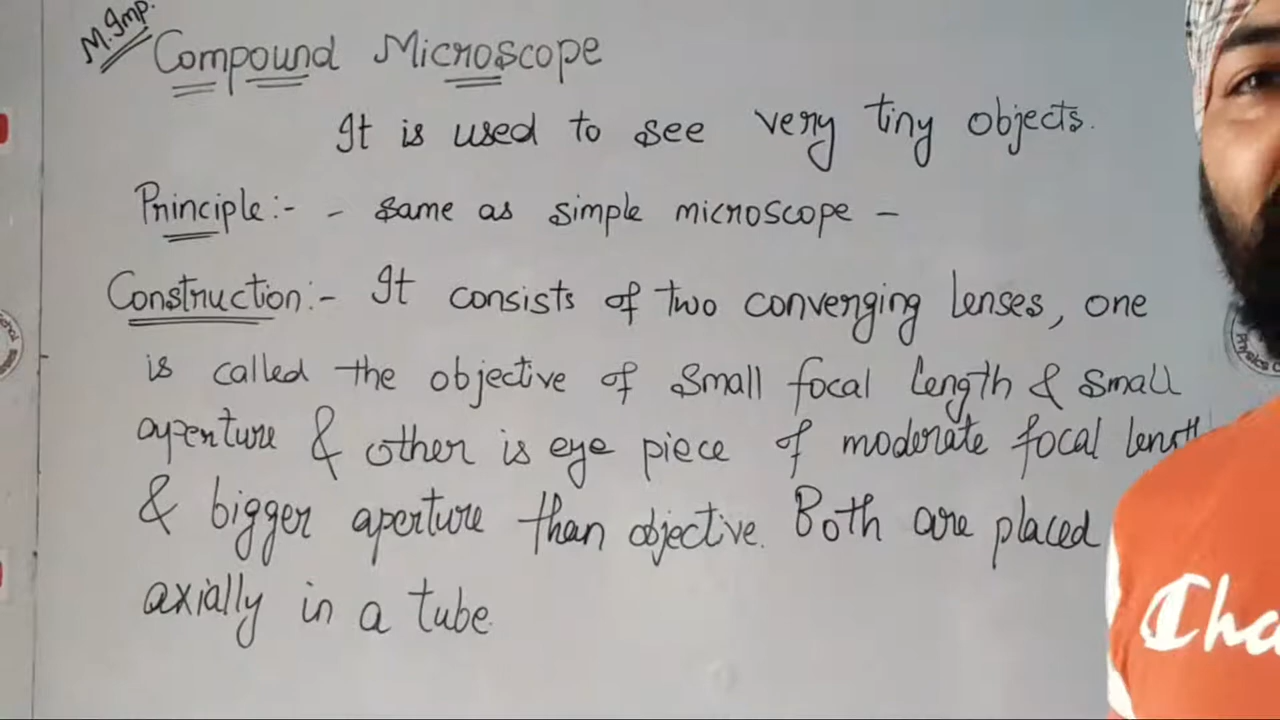 M. Imp.
Compound Microscope
It is used to see very tiny objects.
Principle:- - same as simple microscope -
Construction:- It consists of two converging lenses, one
is called the objective of small focal length & small
aperture & other is eye piece of moderate focal length
& bigger aperture than objective. Both are placed
axially in a tube.
Cha